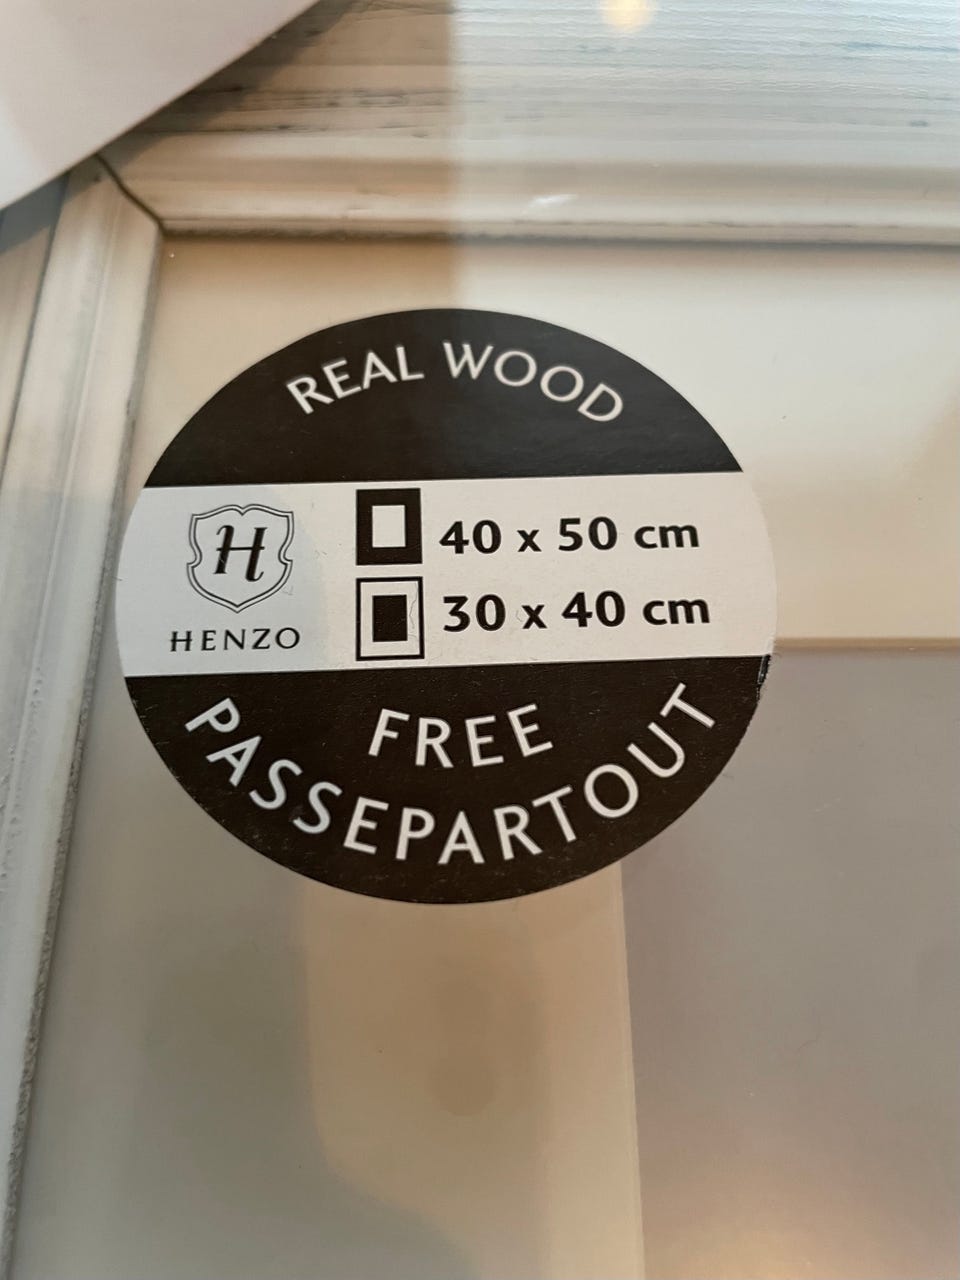 REAL WOOD
H
HENZO
40 x 50 cm
30 x 40 cm
FREE
PASSEPARTOUT